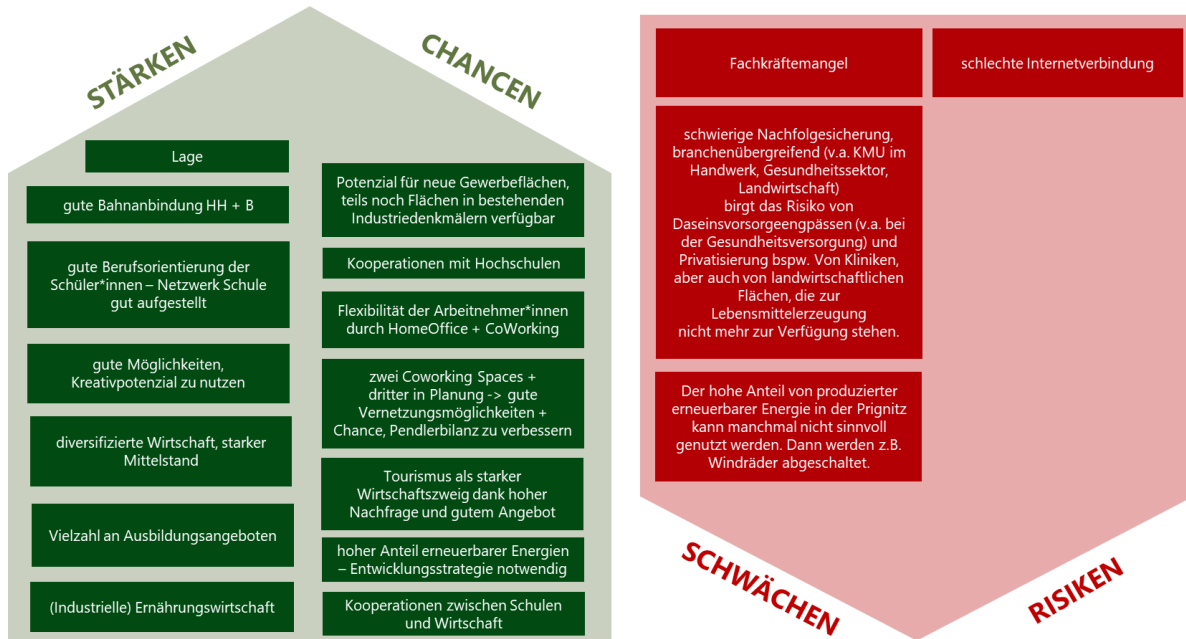 STÄRKEN
Lage
gute Bahnanbindung HH + B
gute Berufsorientierung der
Schüler*innen – Netzwerk Schule
gut aufgestellt
gute Möglichkeiten,
Kreativpotenzial zu nutzen
diversifizierte Wirtschaft, starker
Mittelstand
Vielzahl an Ausbildungsangeboten
(Industrielle) Ernährungswirtschaft
CHANCEN
Potenzial für neue Gewerbeflächen,
teils noch Flächen in bestehenden
Industriedenkmälern verfügbar
Kooperationen mit Hochschulen
Flexibilität der Arbeitnehmer*innen
durch HomeOffice + CoWorking
zwei Coworking Spaces +
dritter in Planung -> gute
Vernetzungsmöglichkeiten +
Chance, Pendlerbilanz zu verbessern
Tourismus als starker
Wirtschaftszweig dank hoher
Nachfrage und gutem Angebot
hoher Anteil erneuerbarer Energien
– Entwicklungsstrategie notwendig
Kooperationen zwischen Schulen
und Wirtschaft
Fachkräftemangel
schwierige Nachfolgesicherung,
branchenübergreifend (v.a. KMU im
Handwerk, Gesundheitssektor,
Landwirtschaft)
birgt das Risiko von
Daseinsvorsorgeengpässen (v.a. bei
der Gesundheitsversorgung) und
Privatisierung bspw. Von Kliniken,
aber auch von landwirtschaftlichen
Flächen, die zur
Lebensmittelerzeugung
nicht mehr zur Verfügung stehen.
Der hohe Anteil von produzierter
erneuerbarer Energie in der Prignitz
kann manchmal nicht sinnvoll
genutzt werden. Dann werden z.B.
Windräder abgeschaltet.
SCHWÄCHEN
schlechte Internetverbindung
RISIKEN